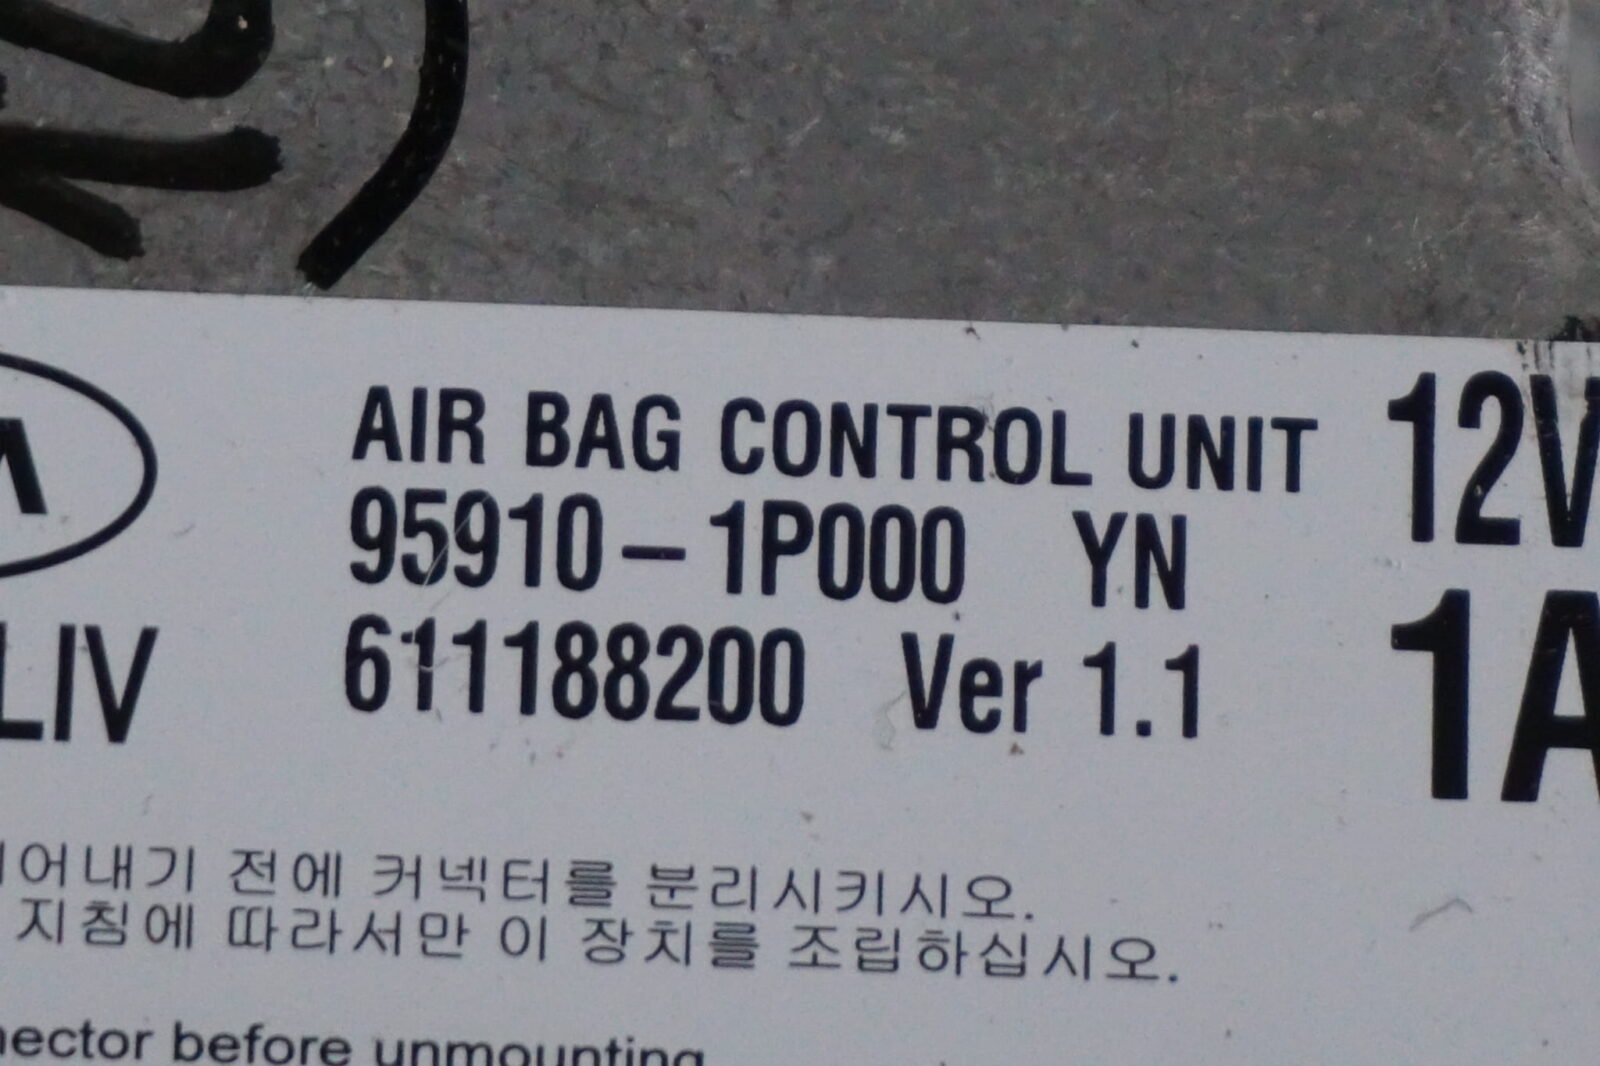 AIR BAG CONTROL UNIT 12V
95910-1P000 YN
611188200 Ver 1.1 1A
LIV
어내기 전에 커넥터를 분리시키시오.
지침에 따라서만 이 장치를 조립하십시오.
nector before unmounting